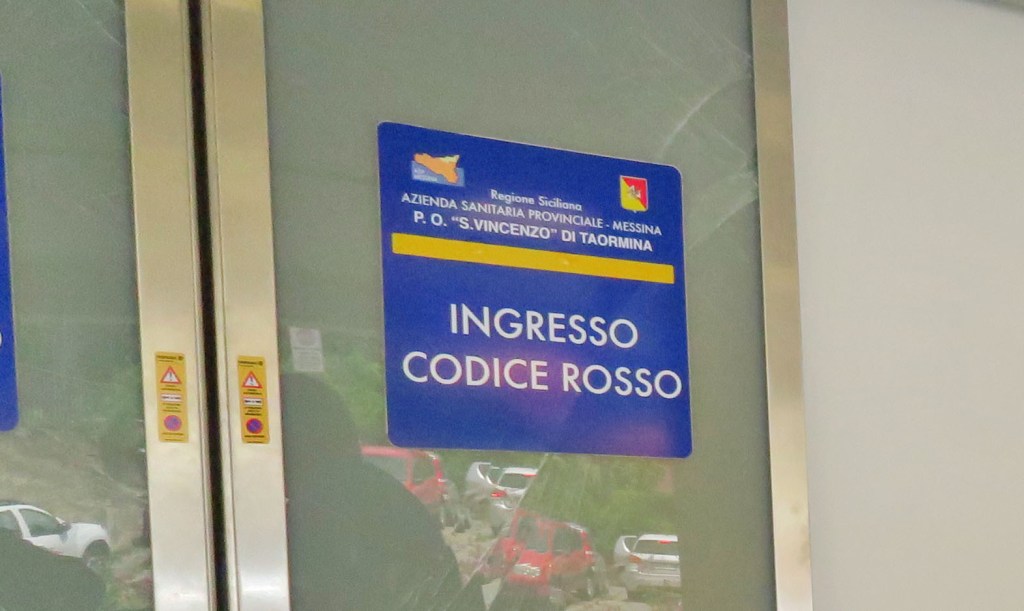 Regione Siciliana
AZIENDA SANITARIA PROVINCIALE - MESSINA
P. O. "S.VINCENZO" DI TAORMINA
INGRESSO
CODICE ROSSO